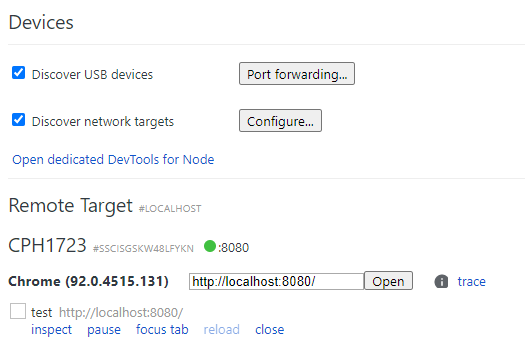 Devices
Discover USB devices Port forwarding...
Discover network targets Configure...
Open dedicated DevTools for Node
Remote Target #LOCALHOST
CPH1723 #SSCISGSKW48LFYKN :8080
Chrome (92.0.4515.131) http://localhost:8080/ Open trace
test http://localhost:8080/
inspect pause focus tab reload close